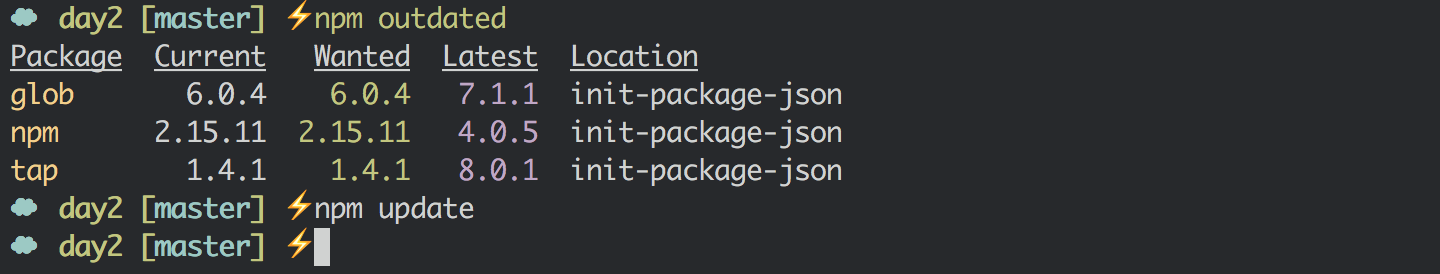 day2 [master] ⚡npm outdated
Package Current Wanted Latest Location
glob 6.0.4 6.0.4 7.1.1 init-package-json
npm 2.15.11 2.15.11 4.0.5 init-package-json
tap 1.4.1 1.4.1 8.0.1 init-package-json
day2 [master] ⚡npm update
day2 [master] ⚡